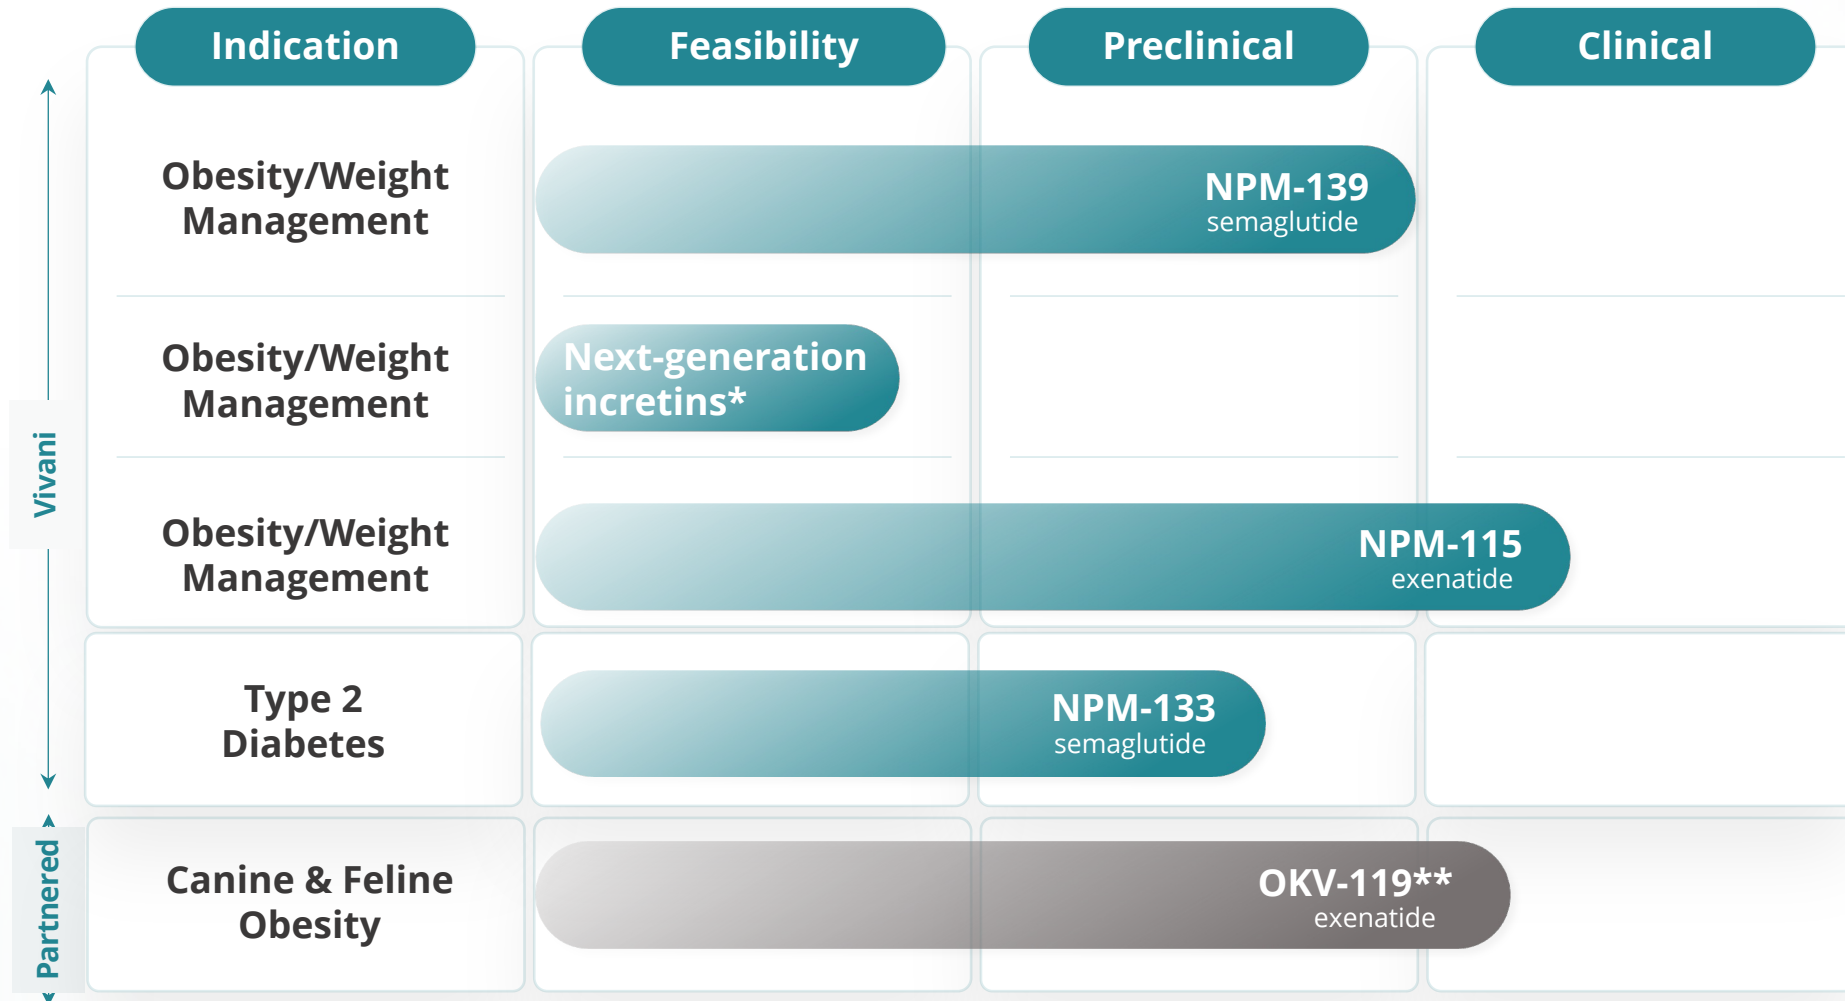 Indication
Feasibility
Preclinical
Clinical
Vivani
Obesity/Weight
Management
NPM-139
semaglutide
Obesity/Weight
Management
Next-generation
incretins*
Obesity/Weight
Management
NPM-115
exenatide
Type 2
Diabetes
NPM-133
semaglutide
Partnered
Canine & Feline
Obesity
OKV-119**
exenatide